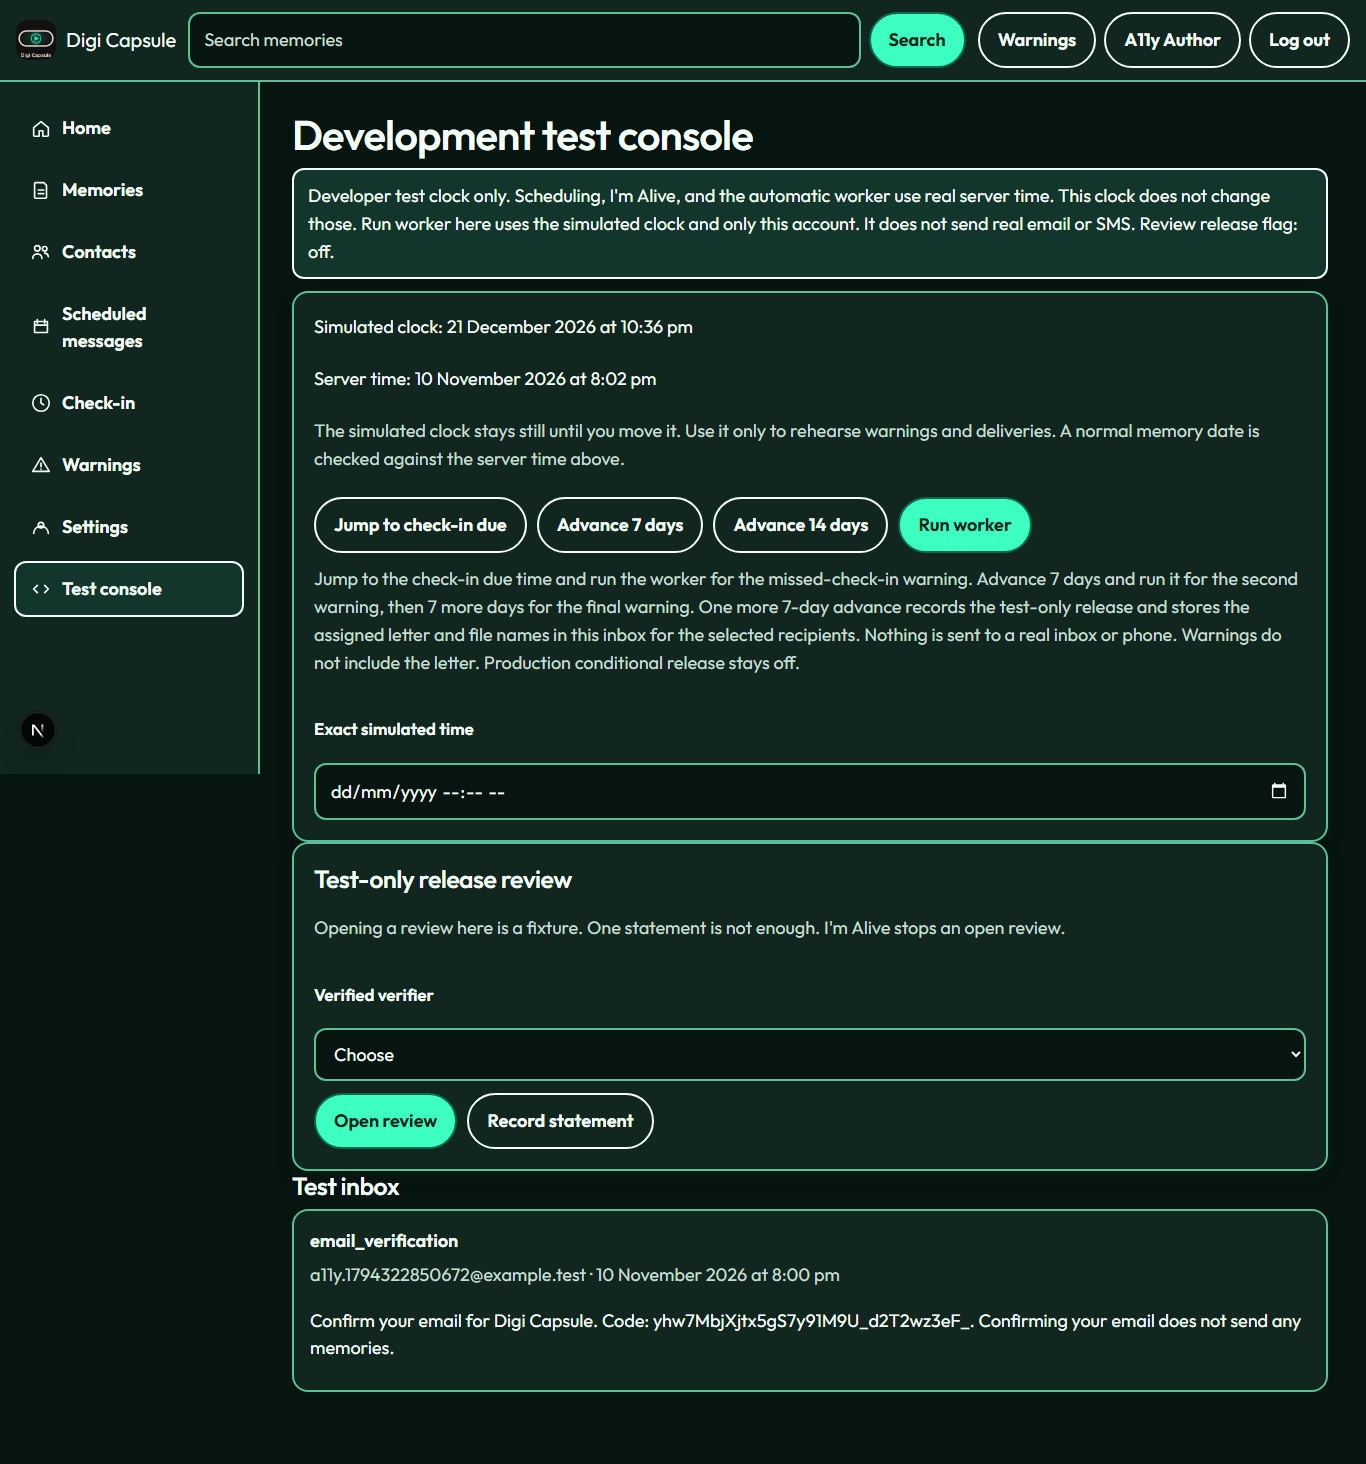 Digi Capsule
Digi Capsule
Search memories
Search
Warnings
A11y Author
Log out
Home
Memories
Contacts
Scheduled
messages
Check-in
Warnings
Settings
Test console
N
Development test console
Developer test clock only. Scheduling, I'm Alive, and the automatic worker use real server time. This clock does not change
those. Run worker here uses the simulated clock and only this account. It does not send real email or SMS. Review release flag:
off.
Simulated clock: 21 December 2026 at 10:36 pm
Server time: 10 November 2026 at 8:02 pm
The simulated clock stays still until you move it. Use it only to rehearse warnings and deliveries. A normal memory date is
checked against the server time above.
Jump to check-in due
Advance 7 days
Advance 14 days
Run worker
Jump to the check-in due time and run the worker for the missed-check-in warning. Advance 7 days and run it for the second
warning, then 7 more days for the final warning. One more 7-day advance records the test-only release and stores the
assigned letter and file names in this inbox for the selected recipients. Nothing is sent to a real inbox or phone. Warnings do
not include the letter. Production conditional release stays off.
Exact simulated time
dd/mm/yyyy --:-- --
Test-only release review
Opening a review here is a fixture. One statement is not enough. I'm Alive stops an open review.
Verified verifier
Choose
Open review
Record statement
Test inbox
email_verification
a11y.1794322850672@example.test · 10 November 2026 at 8:00 pm
Confirm your email for Digi Capsule. Code: yhw7MbjXjtx5gS7y91M9U_d2T2wz3eF_. Confirming your email does not send any
memories.